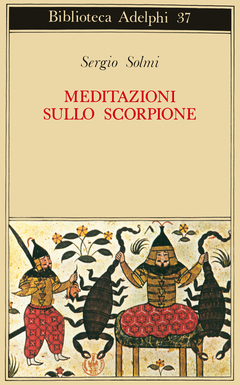 Biblioteca Adelphi 37
Sergio Solmi
MEDITAZIONI
SULLO SCORPIONE